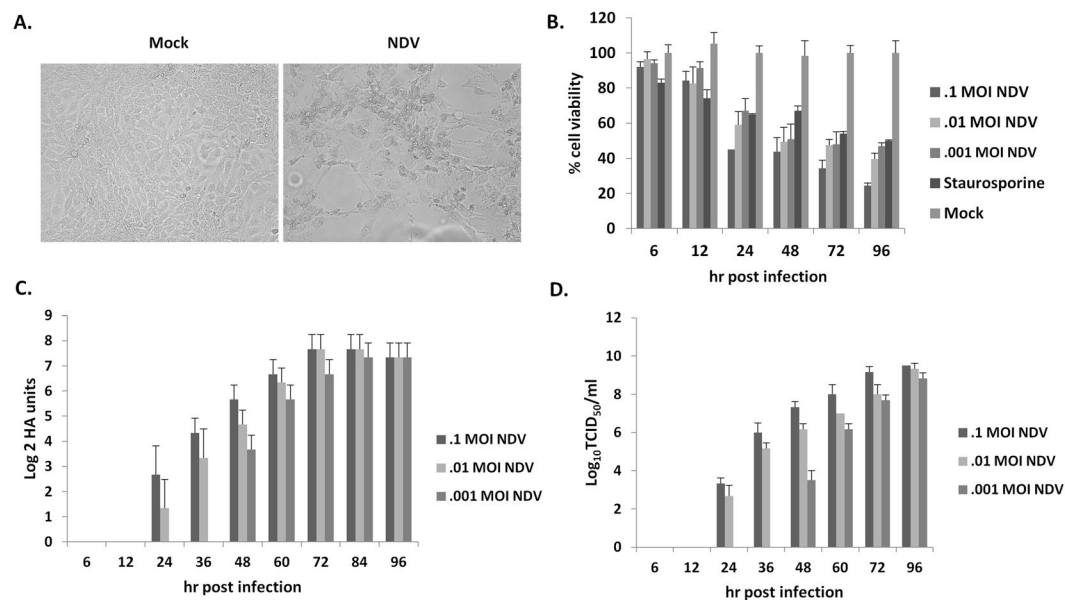 A.
Mock NDV
B.
120
100
80
60
40
20
0
% cell viability
6 12 24 48 72 96
hr post infection
.1 MOI NDV
.01 MOI NDV
.001 MOI NDV
Staurosporine
Mock
C.
9
8
7
6
5
4
3
2
1
0
Log 2 HA units
6 12 24 36 48 60 72 84 96
hr post infection
.1 MOI NDV
.01 MOI NDV
.001 MOI NDV
D.
12
10
8
6
4
2
0
Log₁₀TCID₅₀/ml
6 12 24 36 48 60 72 96
hr post infection
.1 MOI NDV
.01 MOI NDV
.001 MOI NDV